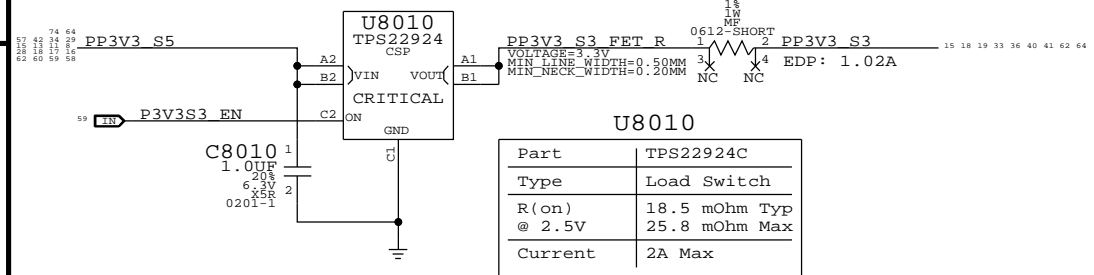 74 64
57 42 34 29
15 13 11 8
28 18 17 16
62 60 59 58
PP3V3_S5
U8010
TPS22924
CSP
A2
B2
VIN
VOUT
A1
B1
CRITICAL
C2
ON
GND
C1
59
IN
P3V3S3_EN
C8010
1.0UF
20%
6.3V
X5R
0201-1
1
2
PP3V3_S3_FET_R
VOLTAGE=3.3V
MIN_LINE_WIDTH=0.50MM
MIN_NECK_WIDTH=0.20MM
1%
1W
MF
0612-SHORT
1
2
3
4
NC
NC
PP3V3_S3
EDP: 1.02A
15 18 19 33 36 40 41 62 64
U8010
Part TPS22924C
Type Load Switch
R(on) 18.5 mOhm Typ
@ 2.5V 25.8 mOhm Max
Current 2A Max